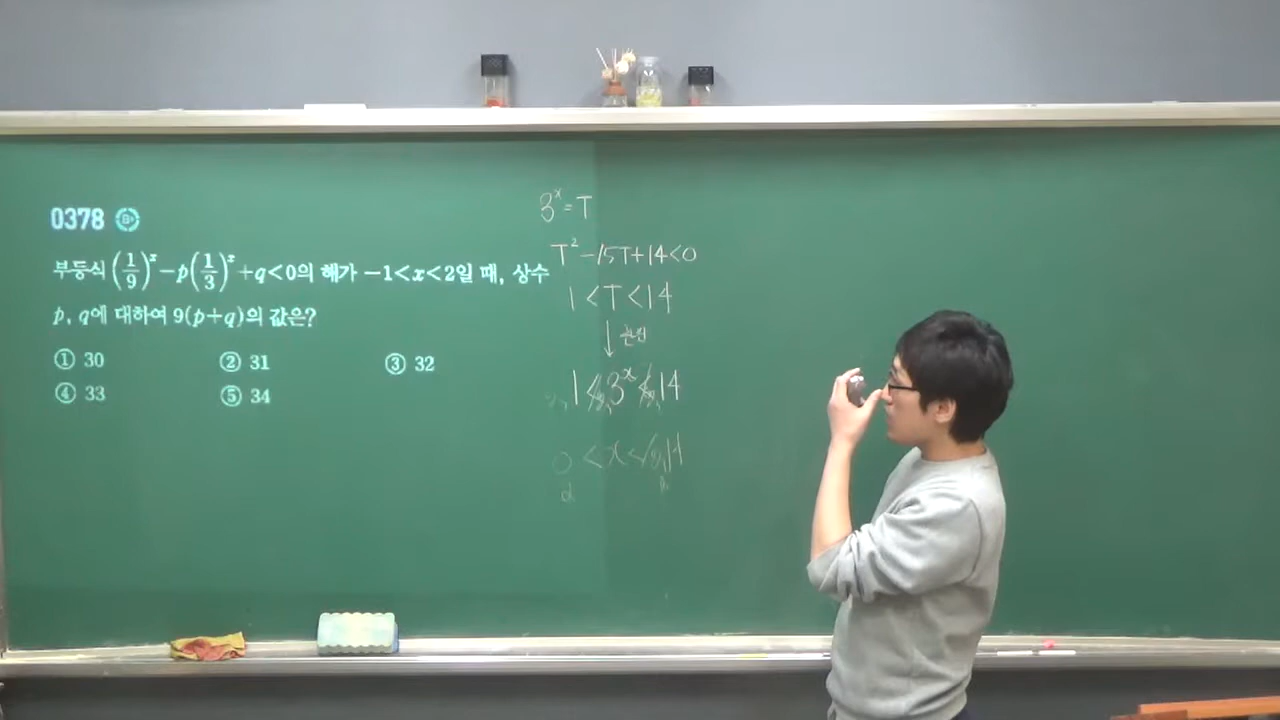 0378 B+
부등식 (1/9)^x - p(1/3)^x + q < 0의 해가 -1 < x < 2일 때, 상수
p, q에 대하여 9(p+q)의 값은?
① 30 ② 31 ③ 32
④ 33 ⑤ 34
3^x = T
T² - 15T + 14 < 0
1 < T < 14
1 < 3^x < 14
0 < x < 14
α